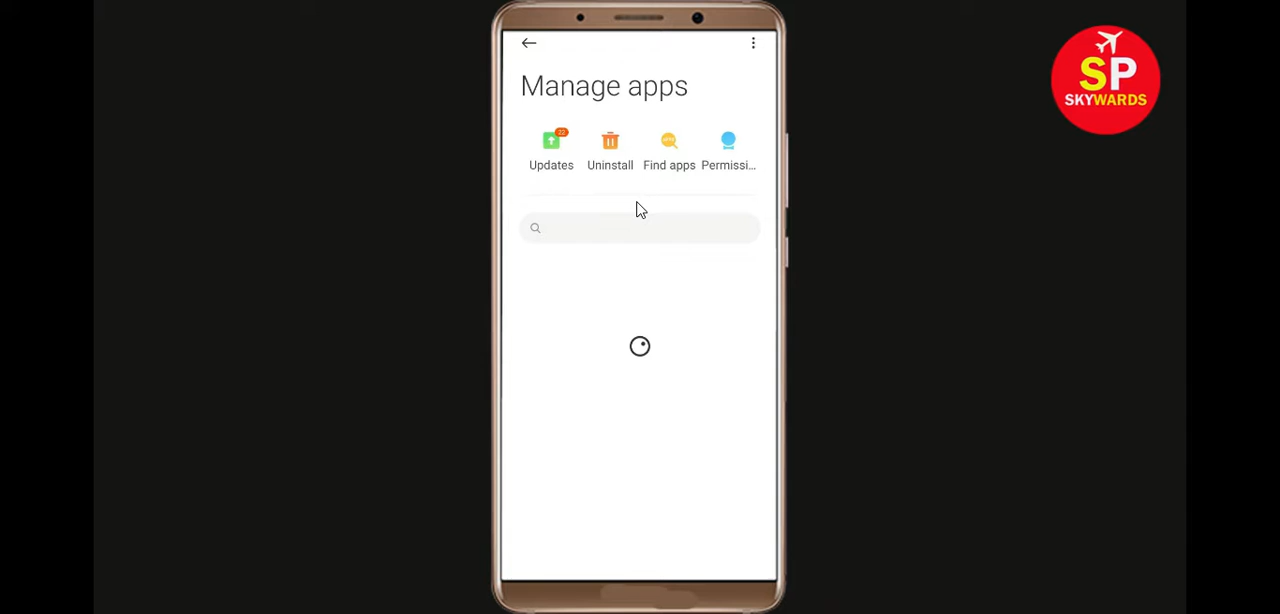 SP
SKYWARDS
Manage apps
22
Updates Uninstall Find apps Permissi...